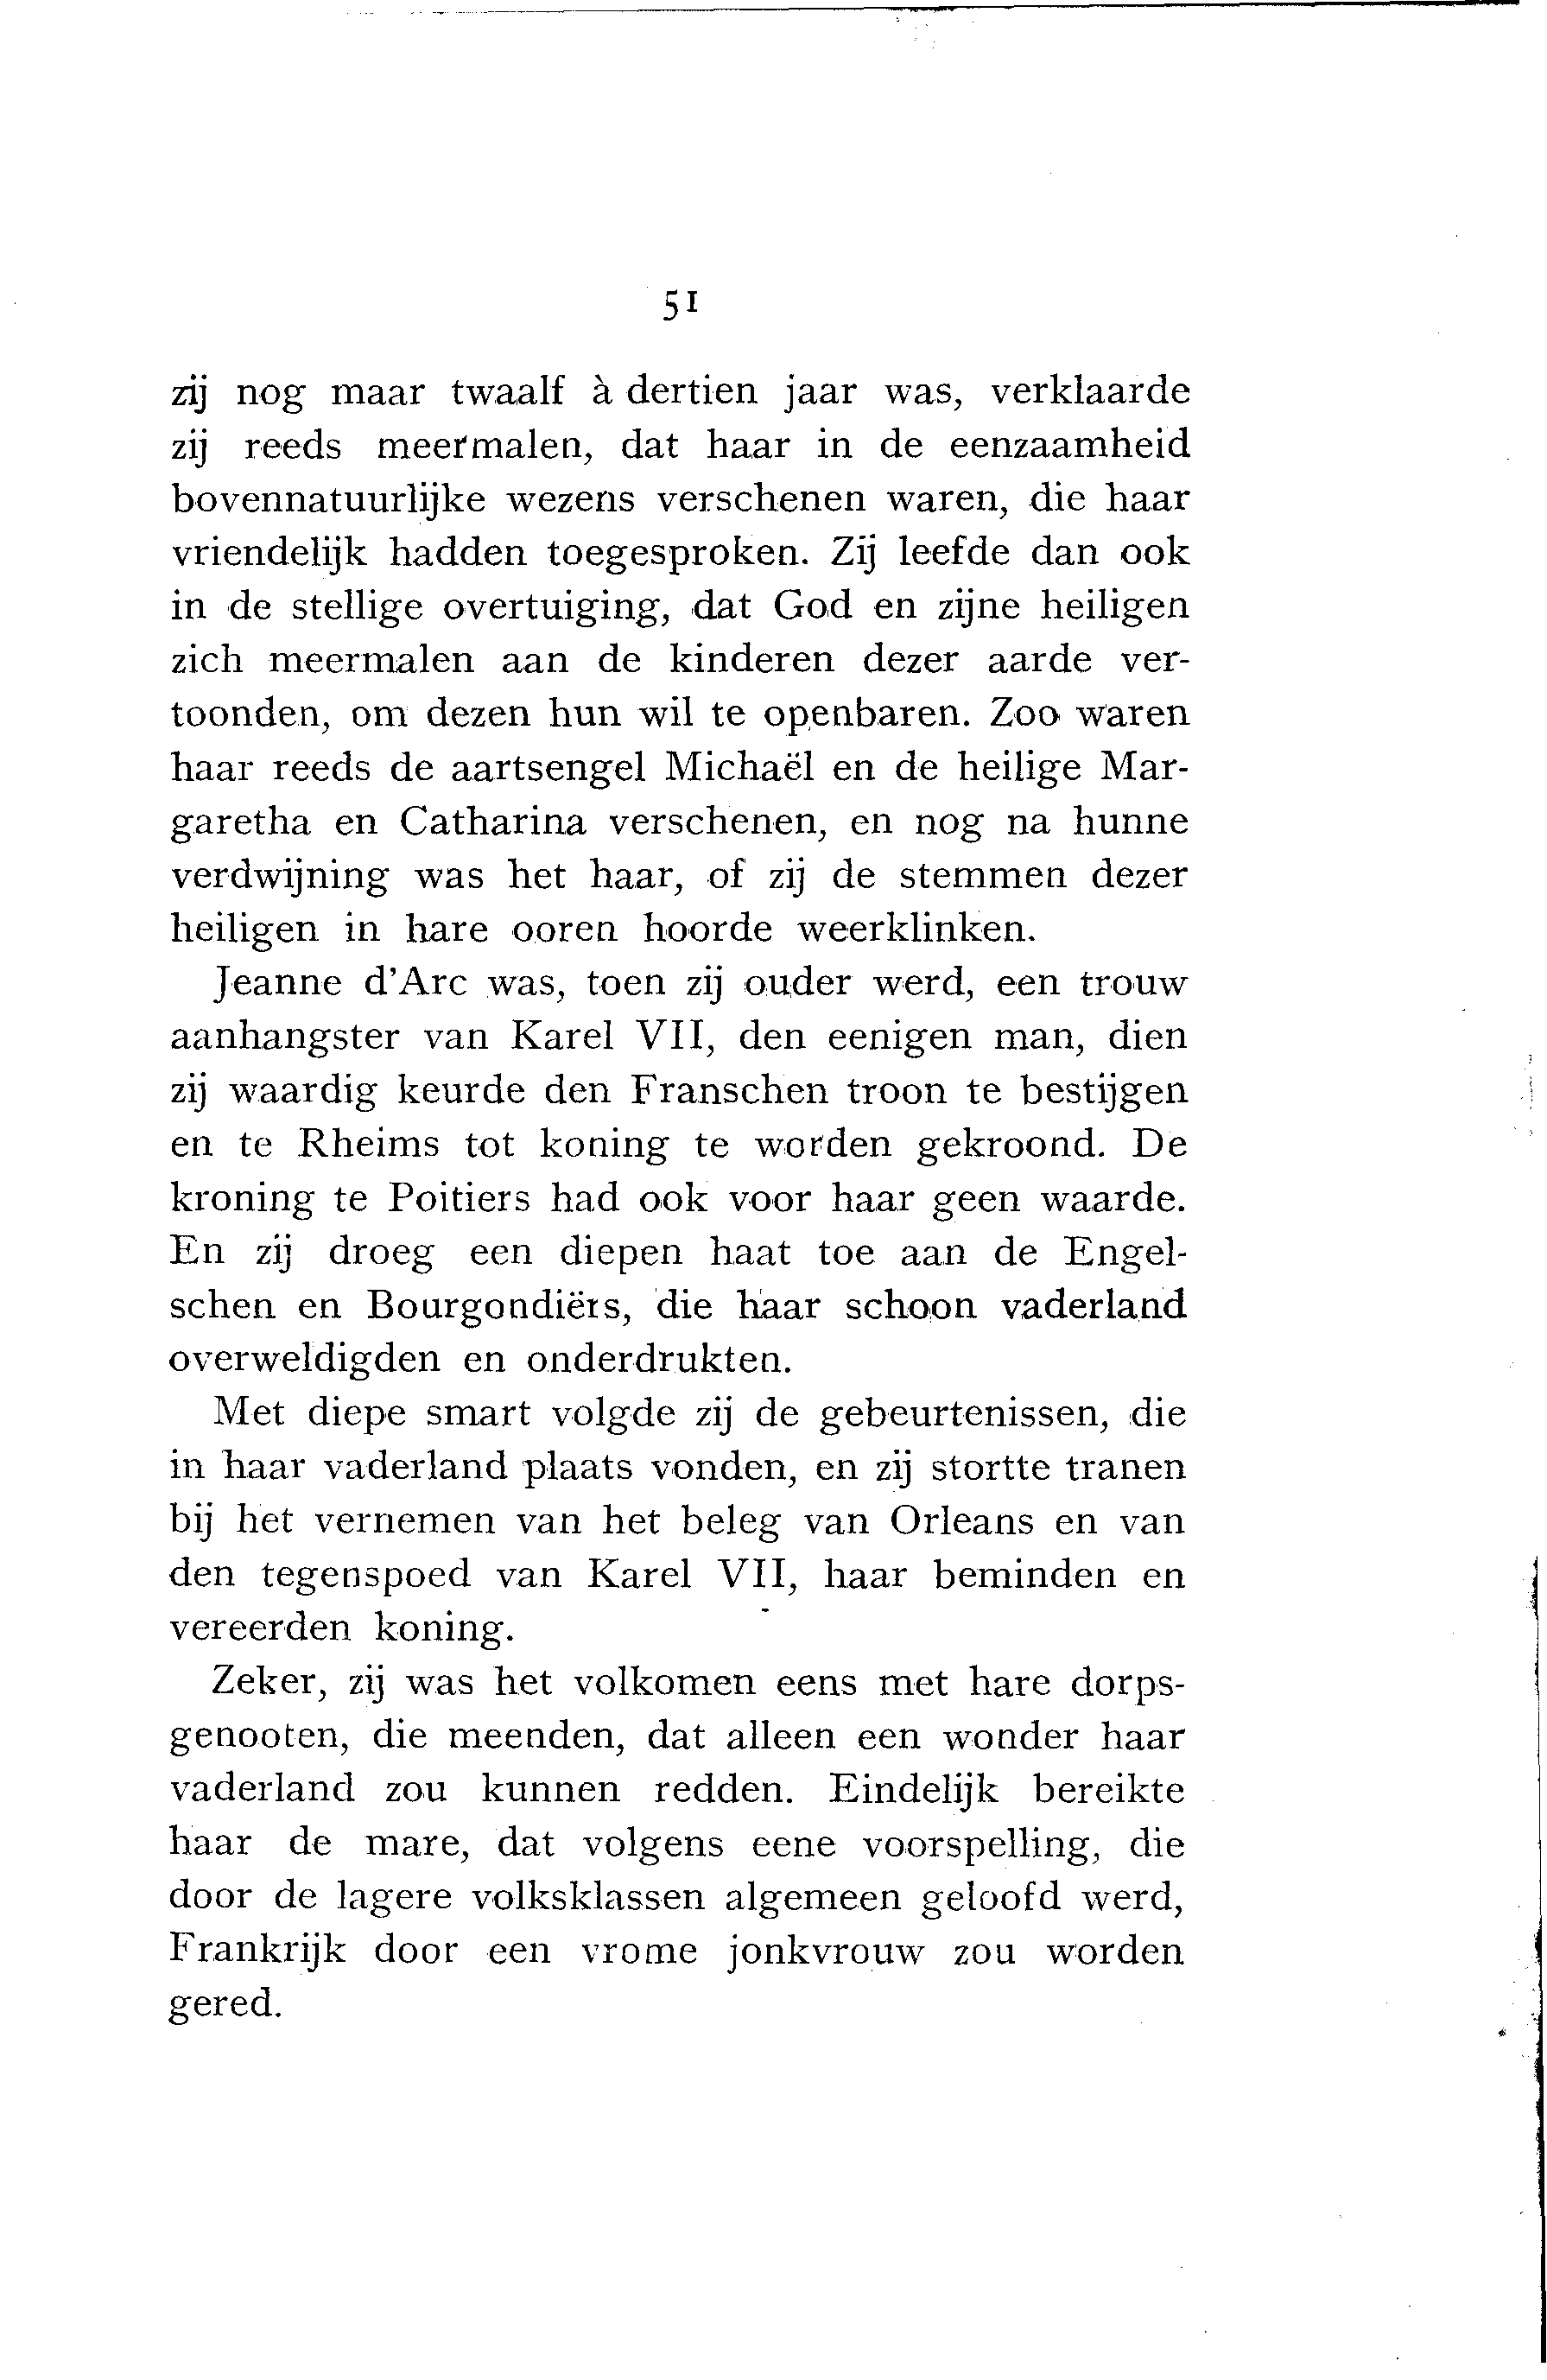 51
zij nog maar twaalf à dertien jaar was, verklaarde
zij reeds meermalen, dat haar in de eenzaamheid
bovennatuurlijke wezens verschenen waren, die haar
vriendelijk hadden toegesproken. Zij leefde dan ook
in de stellige overtuiging, dat God en zijne heiligen
zich meermalen aan de kinderen dezer aarde ver-
toonden, om dezen hun wil te openbaren. Zoo waren
haar reeds de aartsengel Michaël en de heilige Mar-
garetha en Catharina verschenen, en nog na hunne
verdwijning was het haar, of zij de stemmen dezer
heiligen in hare ooren hoorde weerklinken.
Jeanne d'Arc was, toen zij ouder werd, een trouw
aanhangster van Karel VII, den eenigen man, dien
zij waardig keurde den Franschen troon te bestijgen
en te Rheims tot koning te worden gekroond. De
kroning te Poitiers had ook voor haar geen waarde.
En zij droeg een diepen haat toe aan de Engel-
schen en Bourgondiërs, die haar schoon vaderland
overweldigden en onderdrukten.
Met diepe smart volgde zij de gebeurtenissen, die
in haar vaderland plaats vonden, en zij stortte tranen
bij het vernemen van het beleg van Orleans en van
den tegenspoed van Karel VII, haar beminden en
vereerden koning.
Zeker, zij was het volkomen eens met hare dorps-
genooten, die meenden, dat alleen een wonder haar
vaderland zou kunnen redden. Eindelijk bereikte
haar de mare, dat volgens eene voorspelling, die
door de lagere volksklassen algemeen geloofd werd,
Frankrijk door een vrome jonkvrouw zou worden
gered.